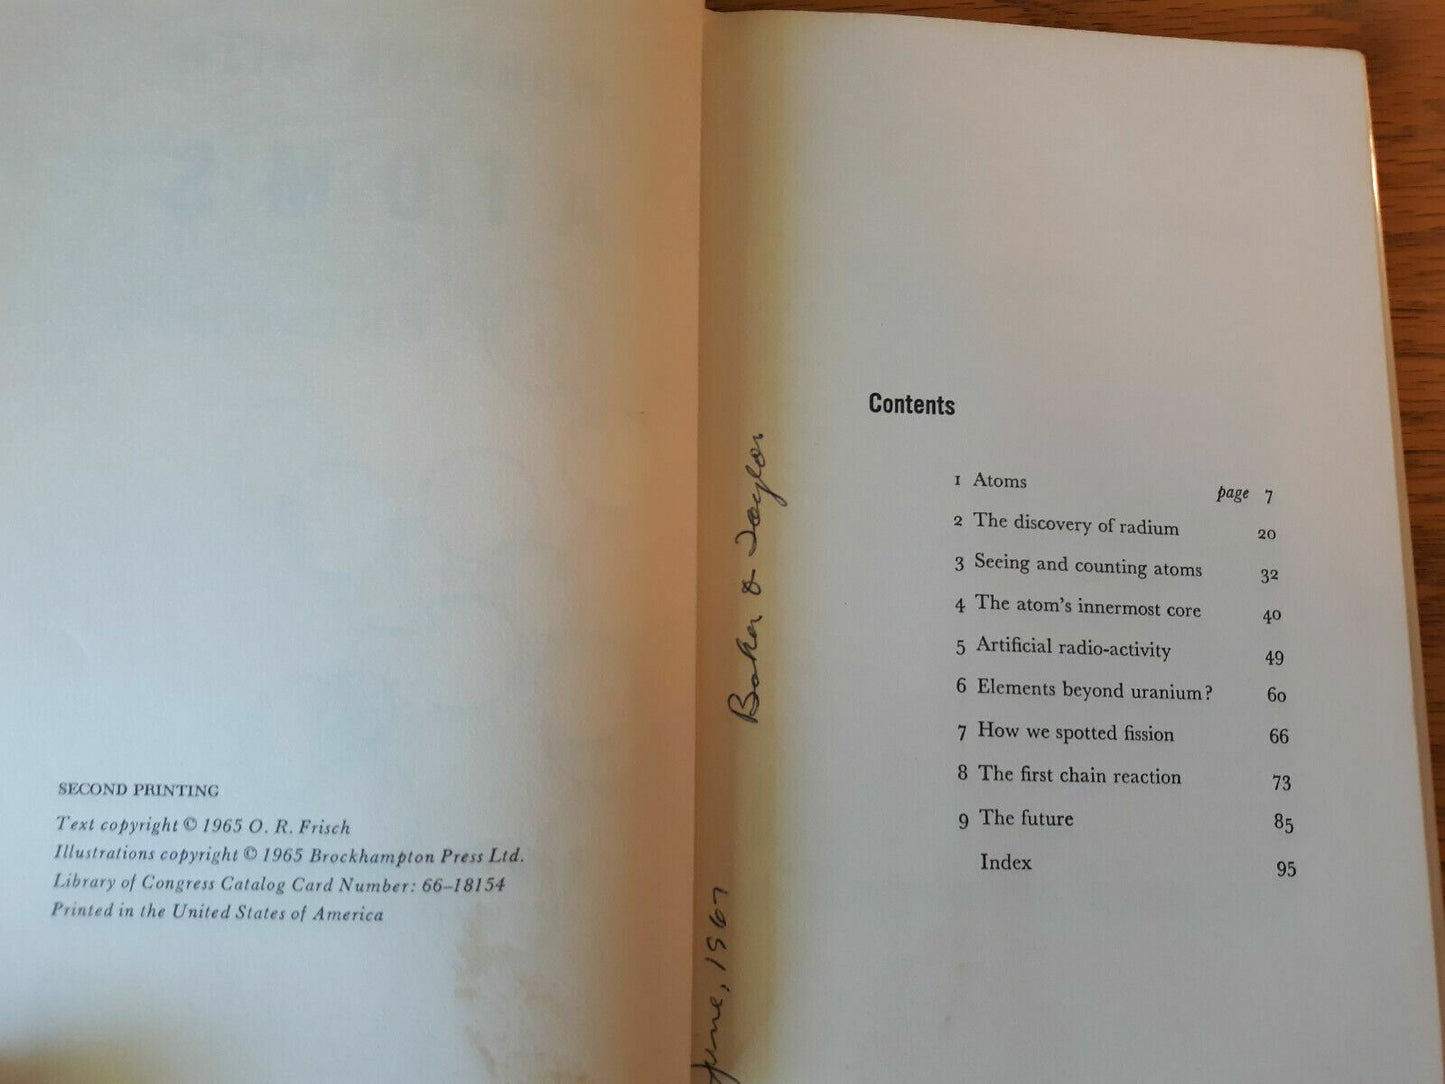 SECOND PRINTING
Text copyright © 1965 O. R. Frisch
Illustrations copyright © 1965 Brockhampton Press Ltd.
Library of Congress Catalog Card Number: 66–18154
Printed in the United States of America
Baker & Taylor
June, 1967
Contents
1 Atoms page 7
2 The discovery of radium 20
3 Seeing and counting atoms 32
4 The atom's innermost core 40
5 Artificial radio-activity 49
6 Elements beyond uranium? 60
7 How we spotted fission 66
8 The first chain reaction 73
9 The future 85
Index 95